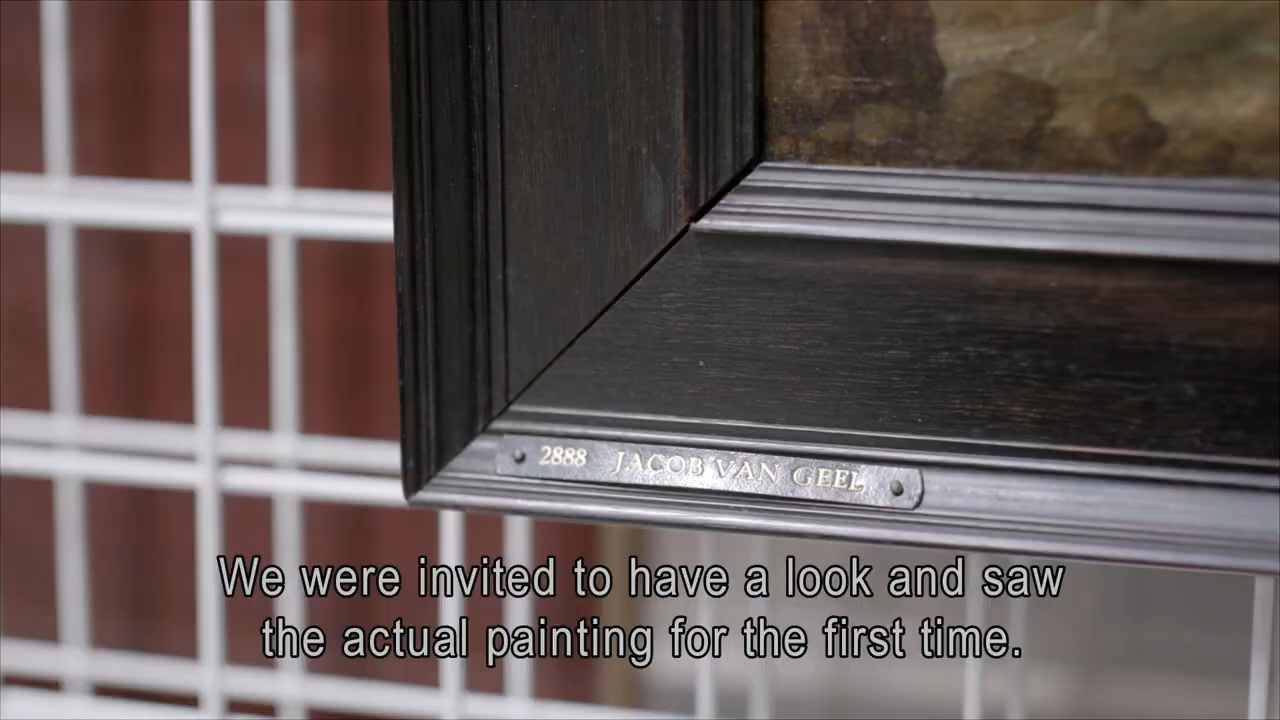 2888 JACOB VAN GEEL
We were invited to have a look and saw
the actual painting for the first time.